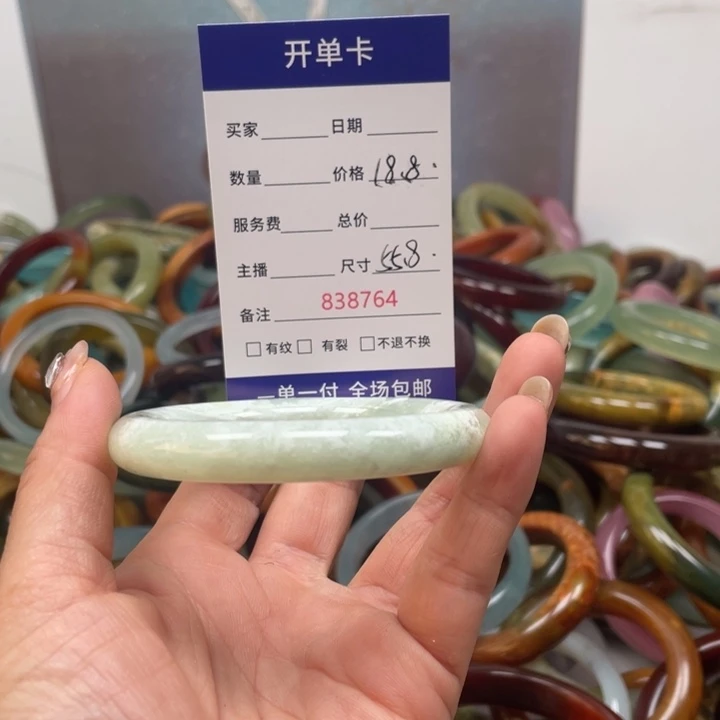 开单卡
买家 日期
数量 价格 18.8.
服务费 总价
主播 尺寸 55.8.
备注 838764
□有纹□ 有裂 □不退不换
一单一付 全场包邮